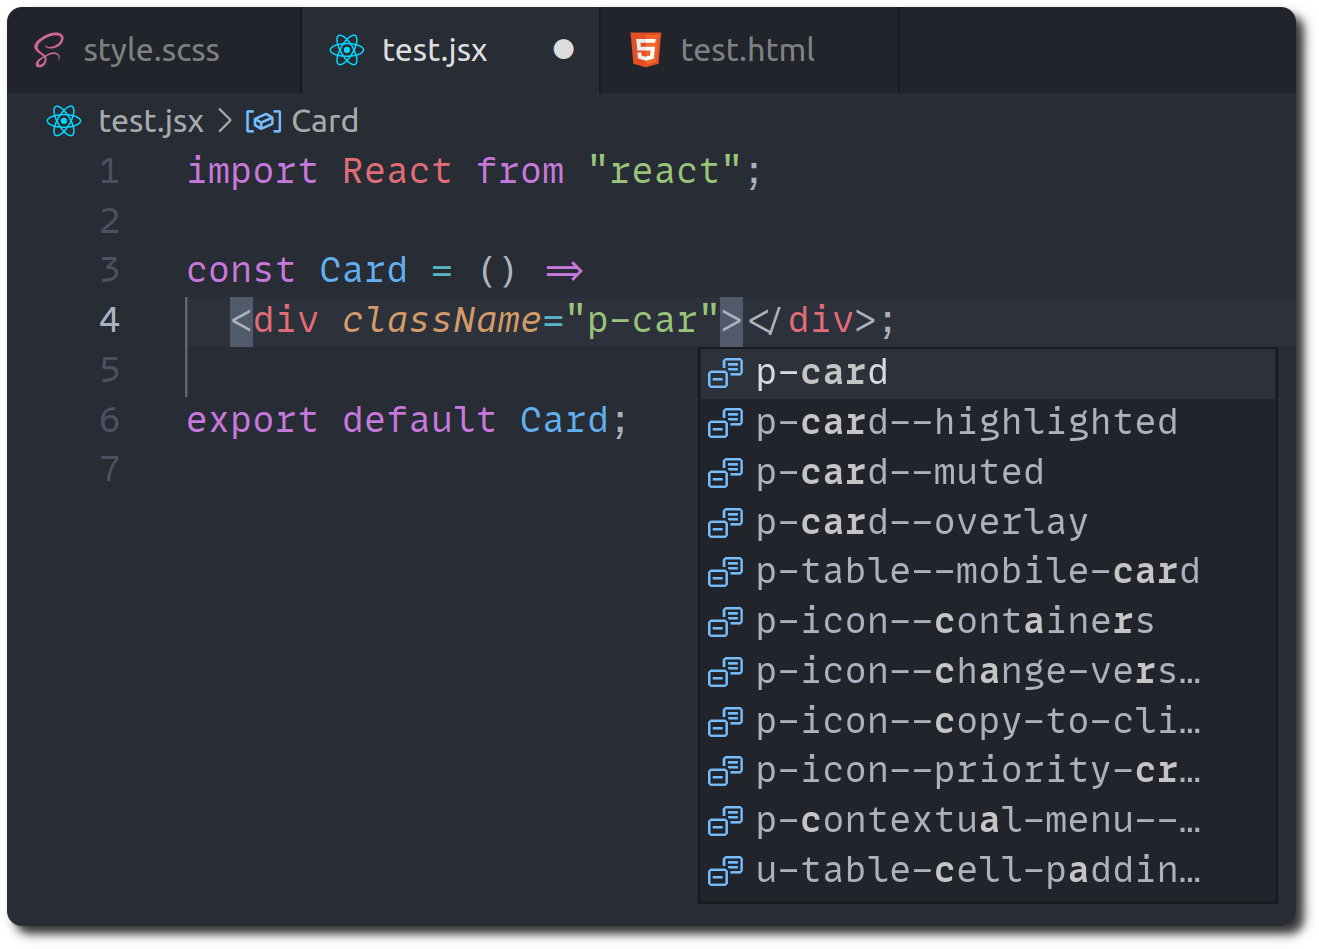 style.scss test.jsx test.html
test.jsx > Card
1 import React from "react";
2
3 const Card = () =>
4 <div className="p-car"></div>;
5
6 export default Card;
7
p-card
p-card--highlighted
p-card--muted
p-card--overlay
p-table--mobile-card
p-icon--containers
p-icon--change-vers…
p-icon--copy-to-cli…
p-icon--priority-cr…
p-contextual-menu--…
u-table-cell-paddin…